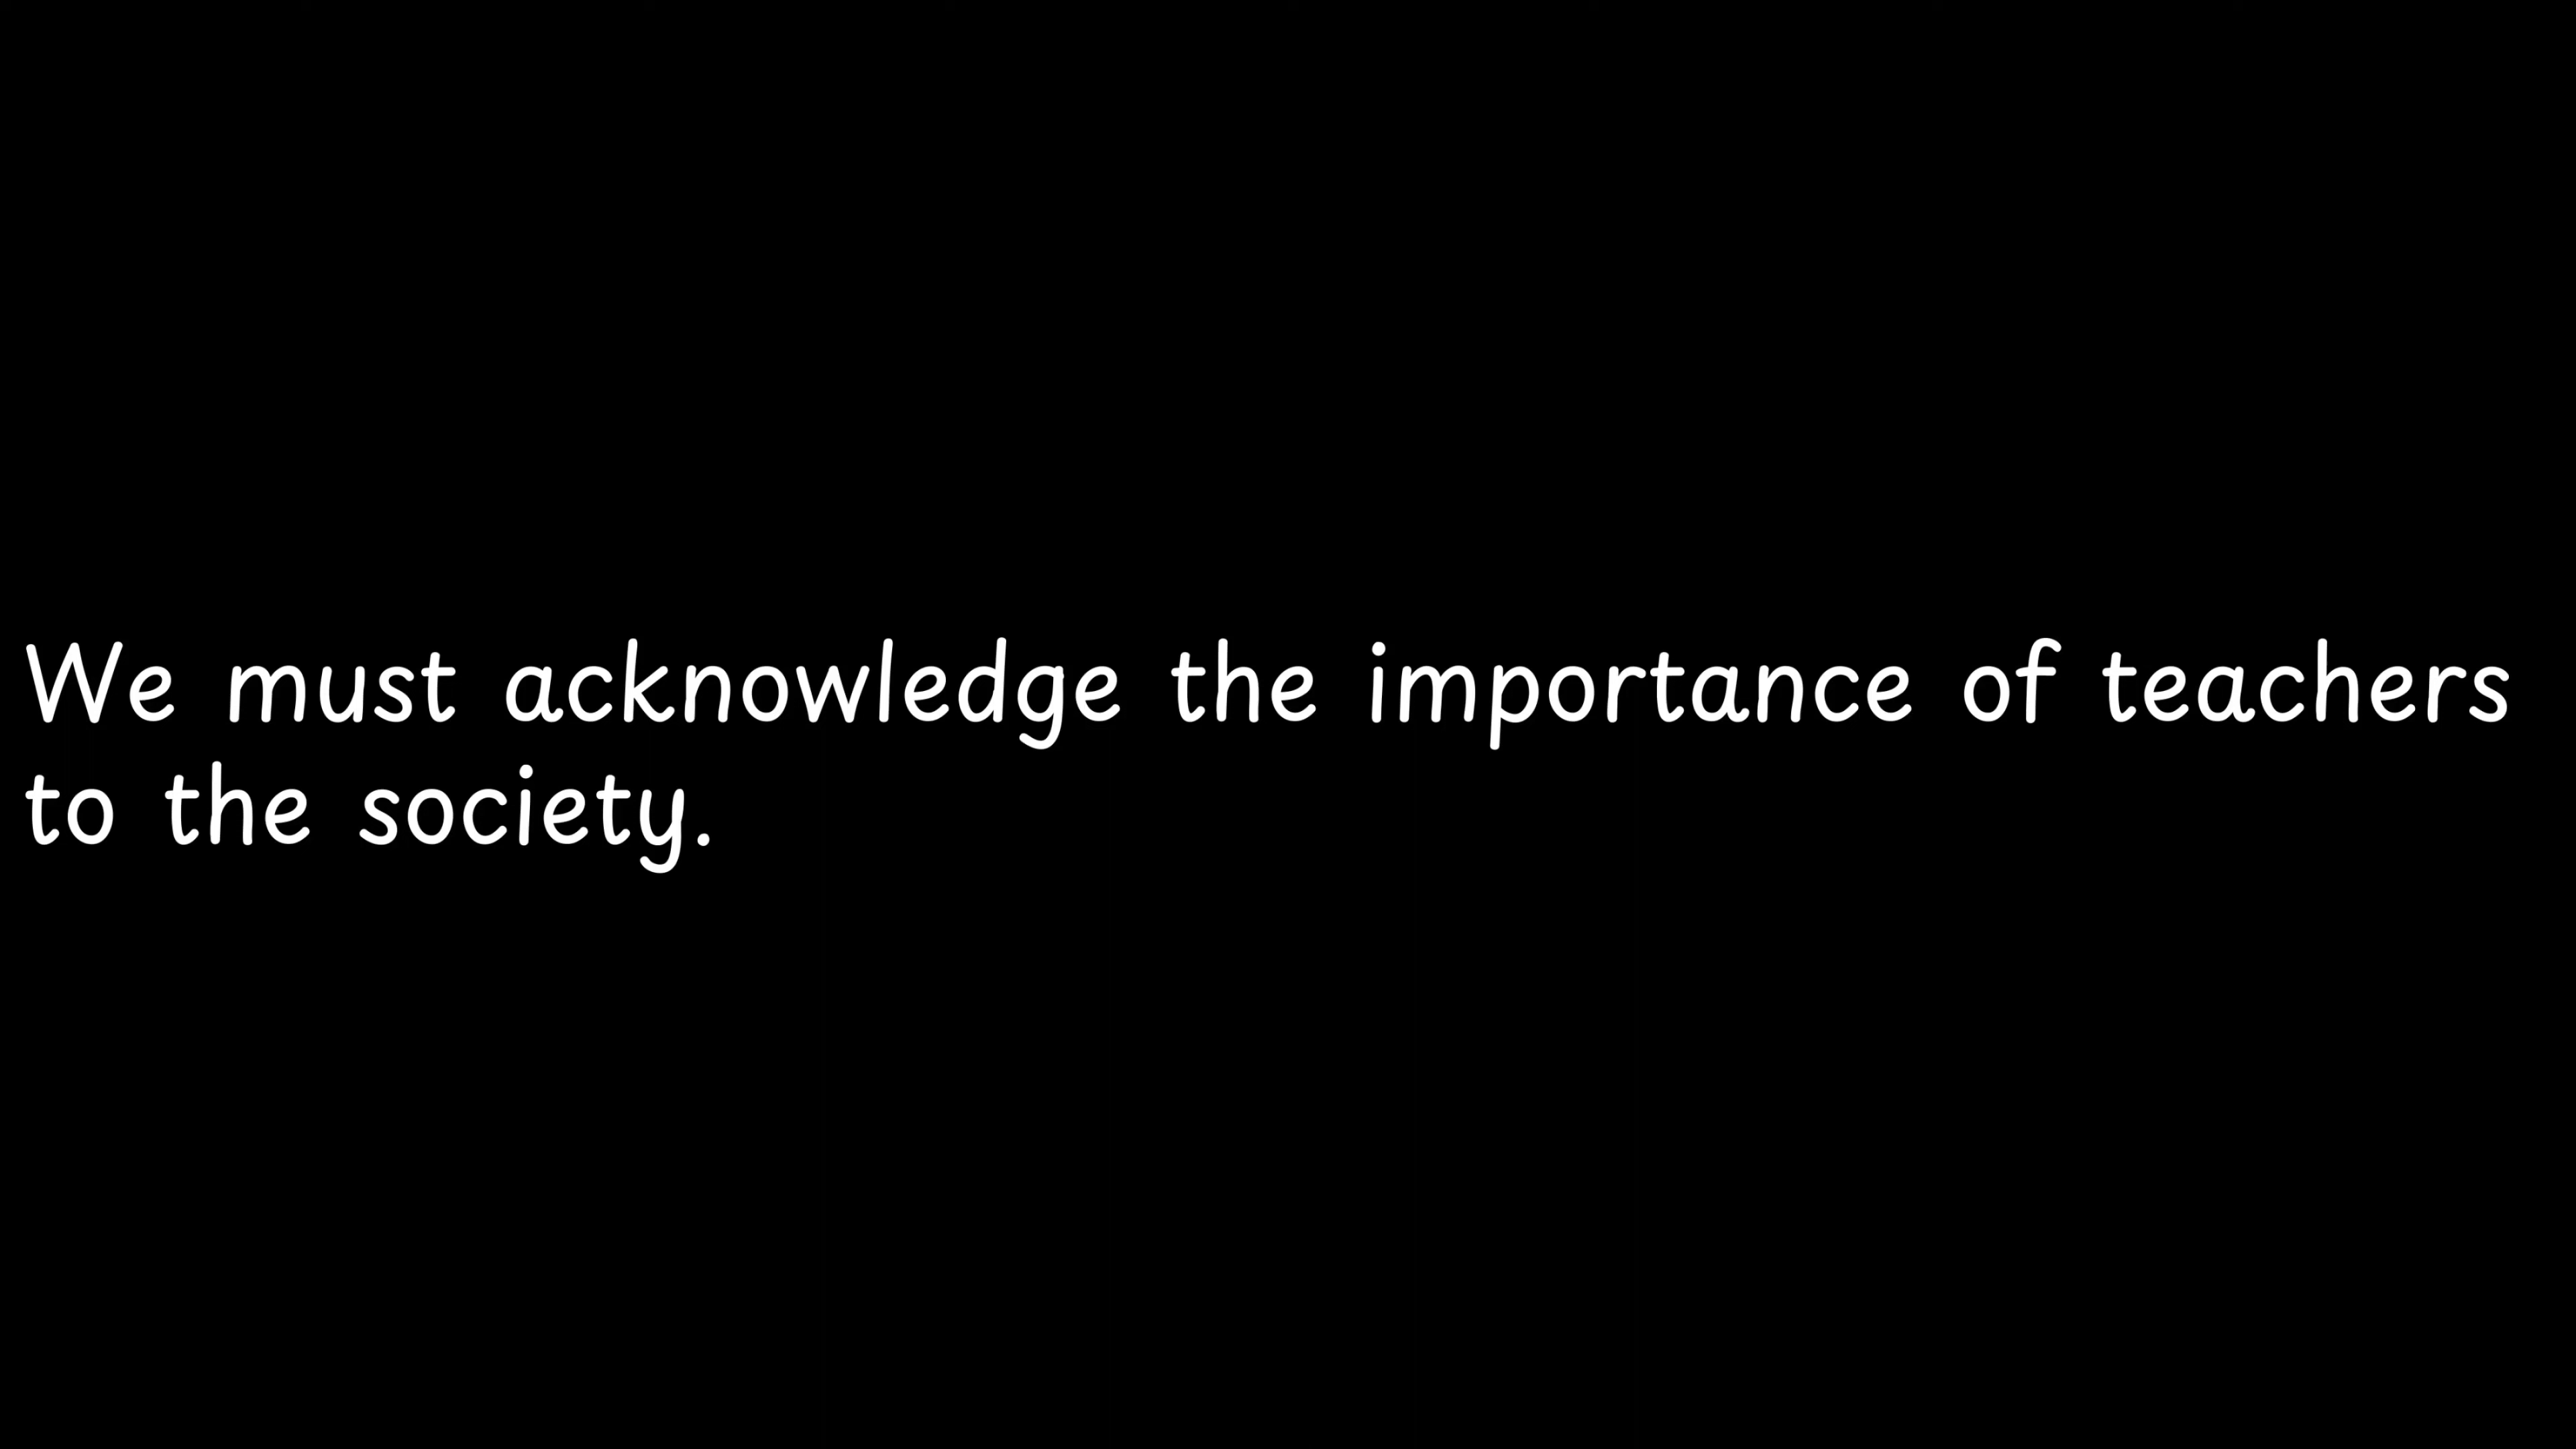 We must acknowledge the importance of teachers
to the society.